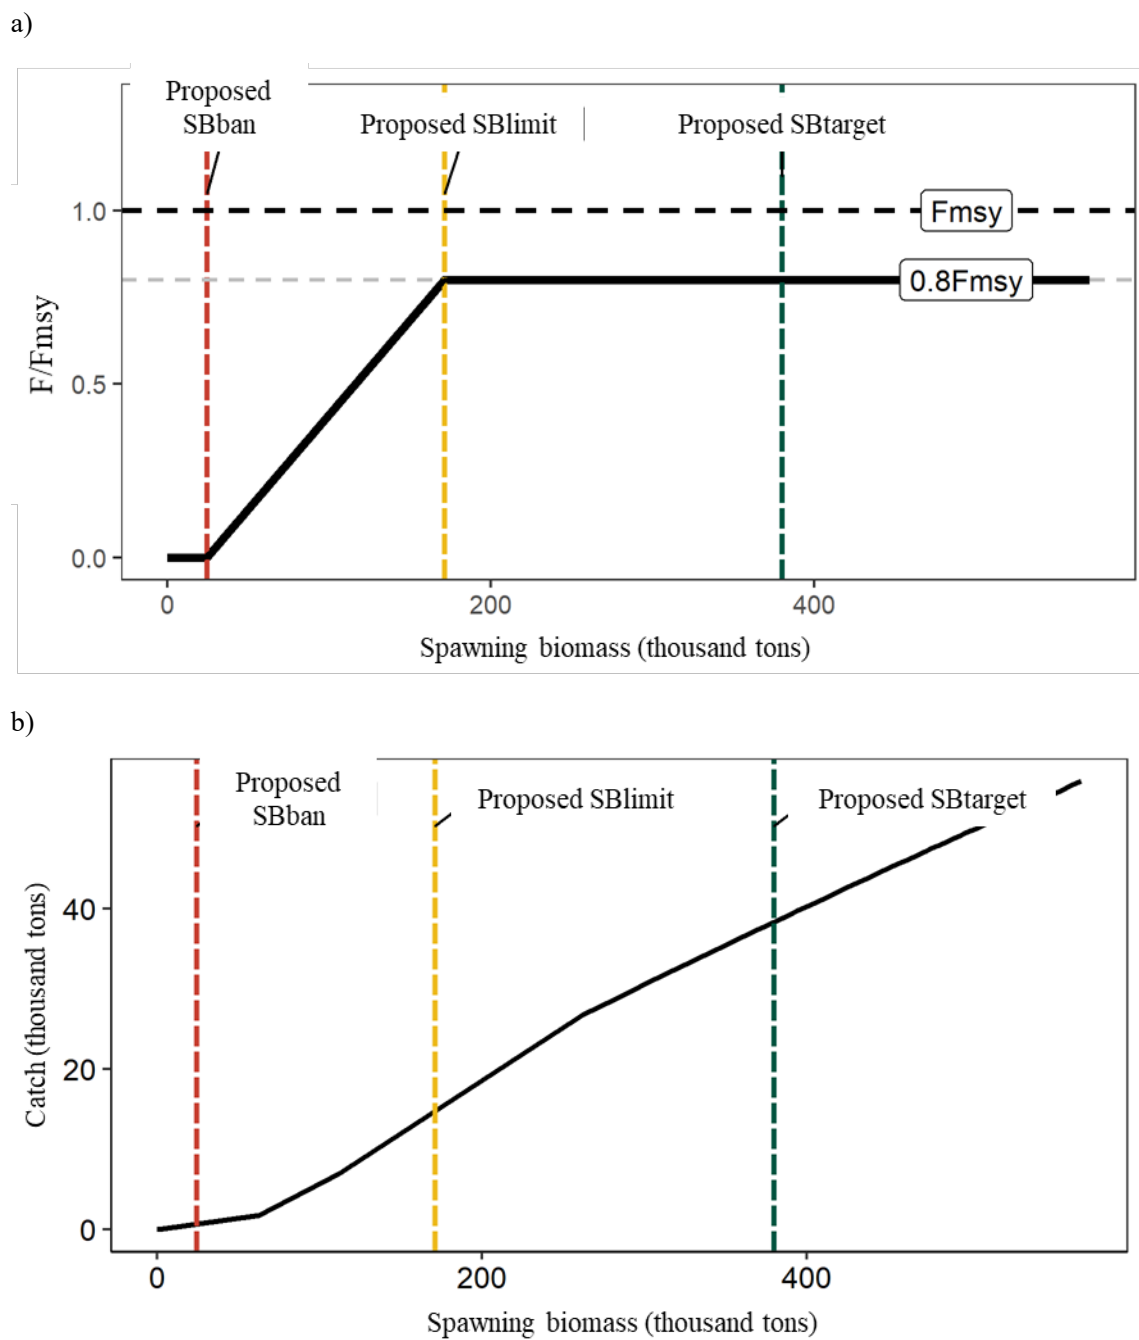 a)
Proposed
SBban
Proposed SBlimit
Proposed SBtarget
1.0
Fmsy
0.8Fmsy
F/Fmsy
0.5
0.0
0
200
400
Spawning biomass (thousand tons)
b)
Proposed
SBban
Proposed SBlimit
Proposed SBtarget
Catch (thousand tons)
40
20
0
0
200
400
Spawning biomass (thousand tons)